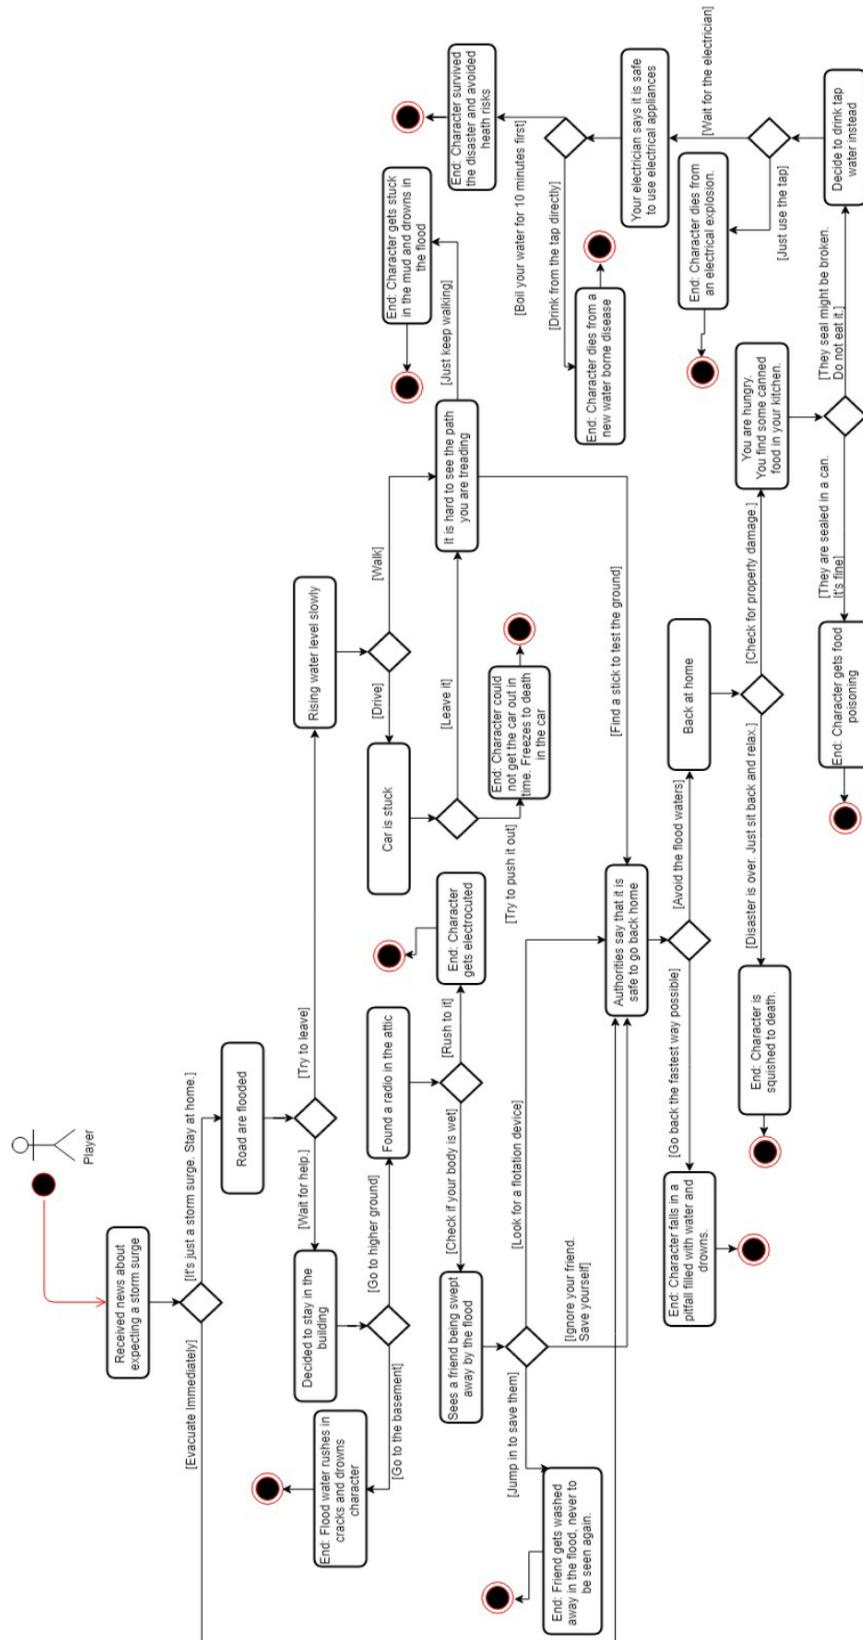 Player
Received news about
expecting a storm surge
[Evacuate Immediately]
[It's just a storm surge. Stay at home.]
Road are flooded
[Wait for help.]
[Try to leave]
Decided to stay in the
building
[Go to the basement]
[Go to higher ground]
End: Flood water rushes in
cracks and drowns
character
Found a radio in the attic
[Check if your body is wet]
[Rush to it]
End: Character
gets electrocuted
Sees a friend being swept
away by the flood
[Jump in to save them]
[Ignore your friend.
Save yourself]
[Look for a flotation device]
End: Friend gets washed
away in the flood, never to
be seen again.
Rising water level slowly
[Drive]
[Walk]
Car is stuck
[Try to push it out]
[Leave it]
End: Character could
not get the car out in
time. Freezes to death
in the car
It is hard to see the path
you are treading
[Just keep walking]
[Find a stick to test the ground]
End: Character gets stuck
in the mud and drowns in
the flood
Authorities say that it is
safe to go back home
[Go back the fastest way possible]
[Avoid the flood waters]
End: Character falls in a
pitfall filled with water and
drowns.
Back at home
[Disaster is over. Just sit back and relax.]
[Check for property damage.]
End: Character is
squished to death.
You are hungry.
You find some canned
food in your kitchen.
[They are sealed in a can.
It's fine]
[They seal might be broken.
Do not eat it.]
End: Character gets food
poisoning
Decide to drink tap
water instead
[Just use the tap]
[Wait for the electrician]
End: Character dies from
an electrical explosion.
Your electrician says it is safe
to use electrical appliances
[Drink from the tap directly]
[Boil your water for 10 minutes first]
End: Character dies from a
new water borne disease
End: Character survived
the disaster and avoided
heath risks